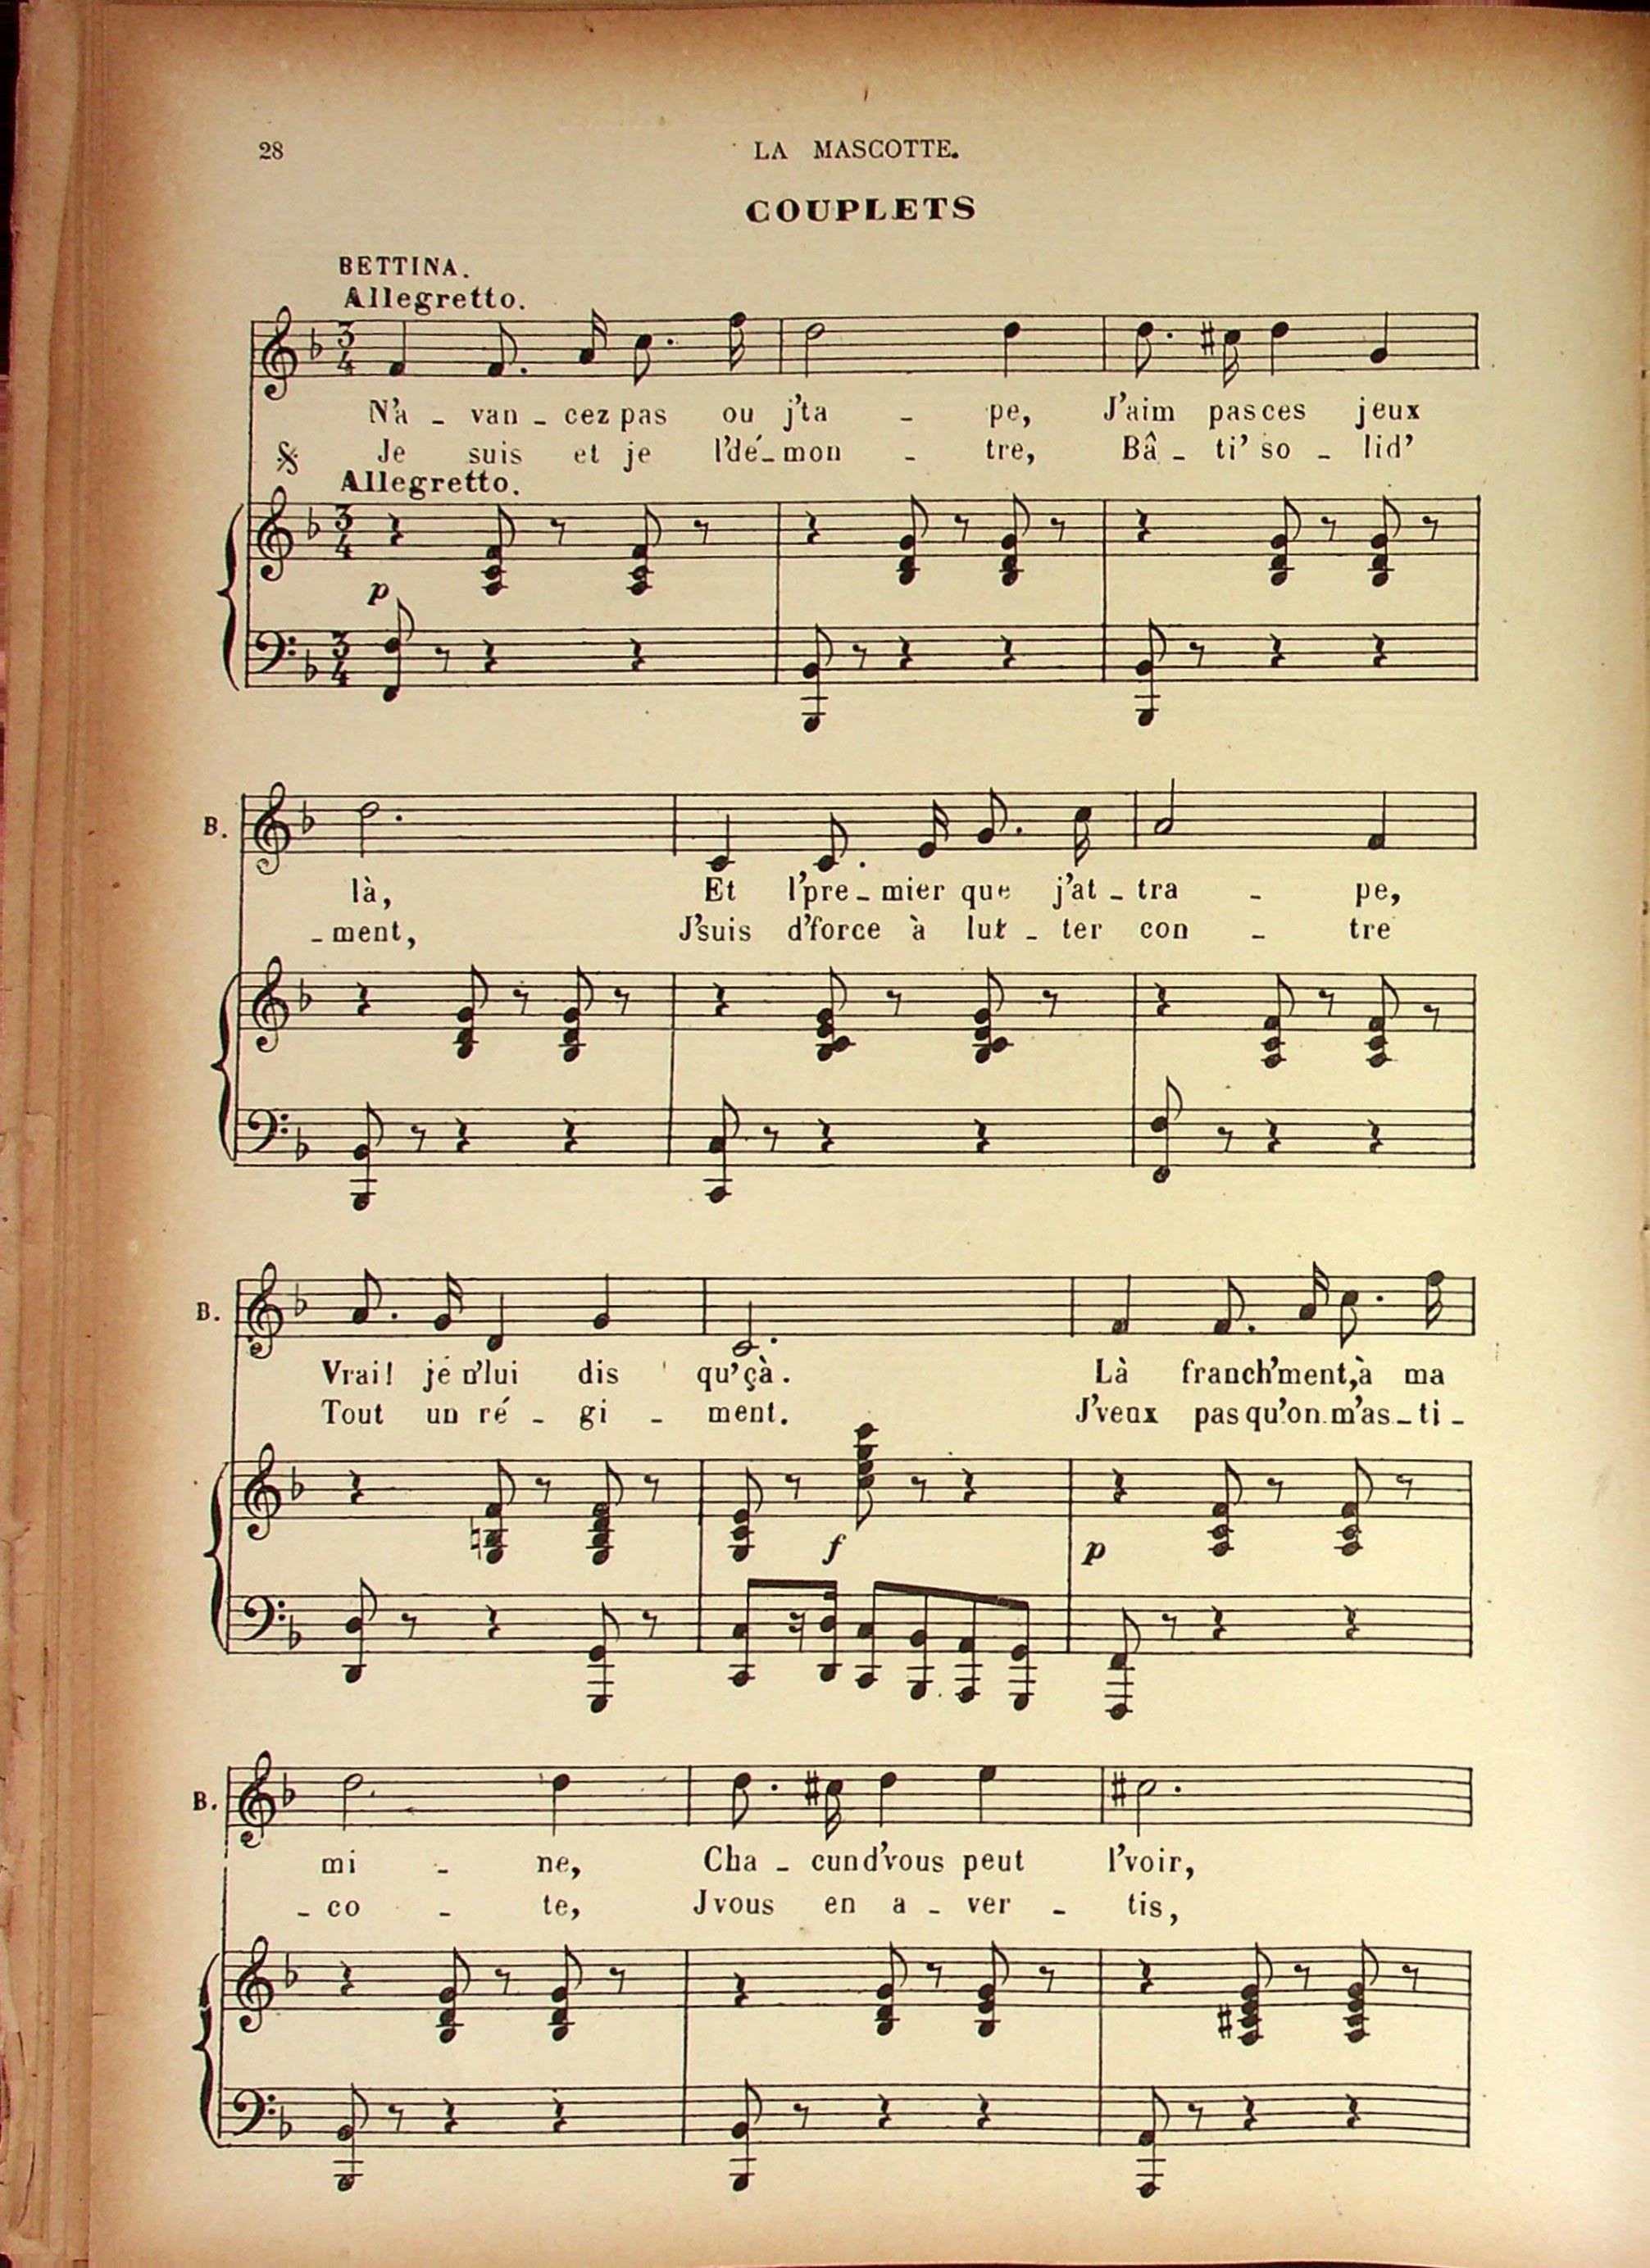 28
LA MASCOTTE.
COUPLETS
BETTINA.
Allegretto.
N'a - van - cez pas ou j'ta - pe, J'aim pas ces jeux
Je suis et je l'dé - mon - tre, Bâ - ti' so - lid'
Allegretto.
p
B.
là, Et l'pre - mier que j'at - tra - pe,
- ment, J'suis d'force à lut - ter con - tre
B.
Vrai! je n'lui dis qu'çà. Là franch'ment, à ma
Tout un ré - gi - ment. J'veux pas qu'on m'as - ti -
f p
B.
mi - ne, Cha - cun d'vous peut l'voir,
- co - te, Jvous en a - ver - tis,